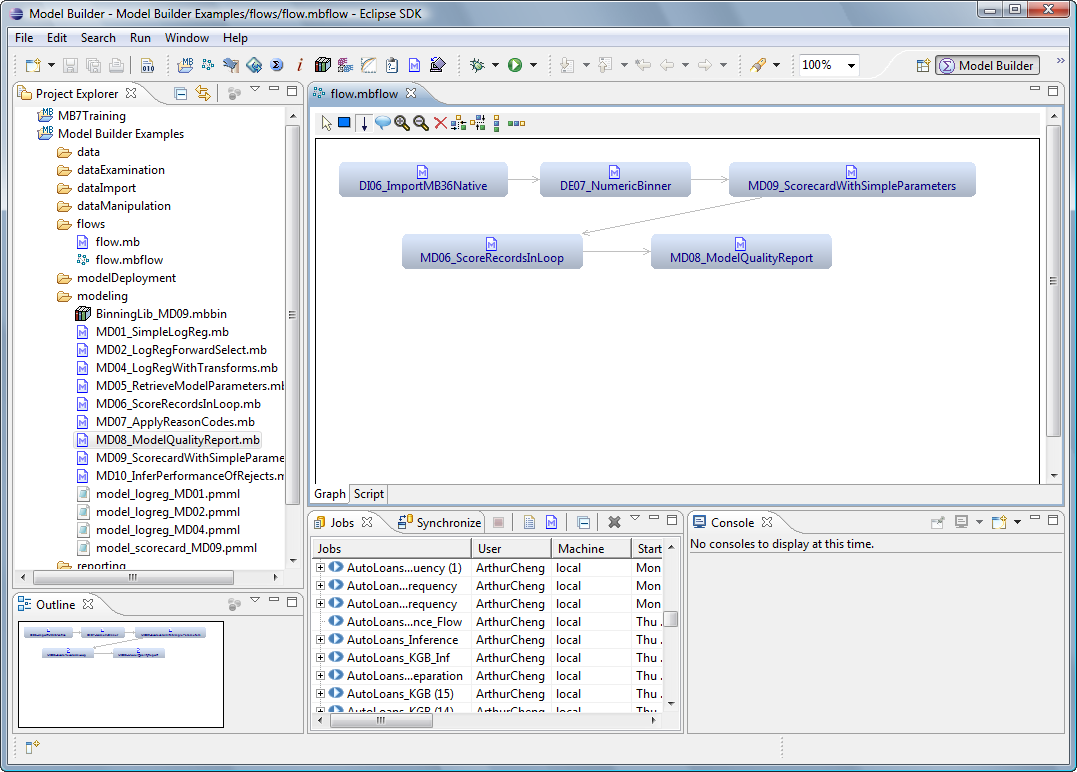 Model Builder - Model Builder Examples/flows/flow.mbflow - Eclipse SDK
File Edit Search Run Window Help
100% Model Builder
Project Explorer
MB7Training
Model Builder Examples
data
dataExamination
dataImport
dataManipulation
flows
flow.mb
flow.mbflow
modelDeployment
modeling
BinningLib_MD09.mbbin
MD01_SimpleLogReg.mb
MD02_LogRegForwardSelect.mb
MD04_LogRegWithTransforms.mb
MD05_RetrieveModelParameters.mb
MD06_ScoreRecordsInLoop.mb
MD07_ApplyReasonCodes.mb
MD08_ModelQualityReport.mb
MD09_ScorecardWithSimpleParame
MD10_InferPerformanceOfRejects.m
model_logreg_MD01.pmml
model_logreg_MD02.pmml
model_logreg_MD04.pmml
model_scorecard_MD09.pmml
reporting
Outline
flow.mbflow
DI06_ImportMB36Native DE07_NumericBinner MD09_ScorecardWithSimpleParameters
MD06_ScoreRecordsInLoop MD08_ModelQualityReport
Graph Script
Jobs Synchronize
Jobs User Machine Start
AutoLoans...uency (1) ArthurCheng local Mon
AutoLoan...requency ArthurCheng local Mon
AutoLoan...requency ArthurCheng local Mon
AutoLoans...nce_Flow ArthurCheng local Thu
AutoLoans_Inference ArthurCheng local Thu
AutoLoans_KGB_Inf ArthurCheng local Thu
AutoLoans...eparation ArthurCheng local Thu
AutoLoans_KGB (15) ArthurCheng local Thu
AutoLoans_KGB (14) ArthurCheng local Thu
Console
No consoles to display at this time.